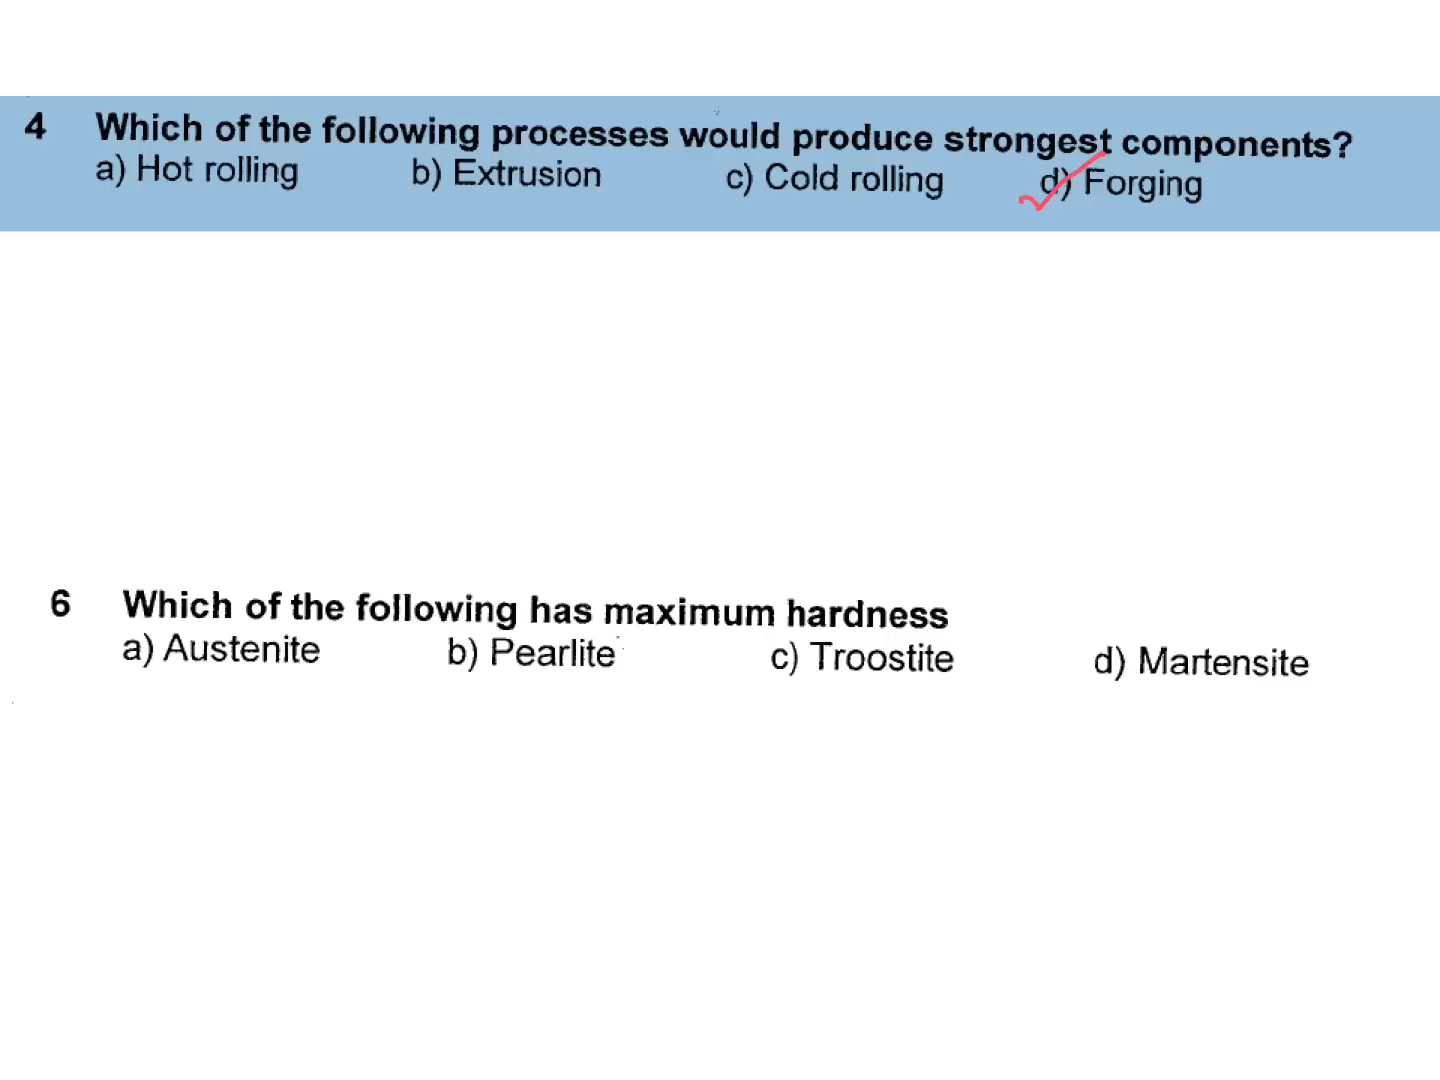 4 Which of the following processes would produce strongest components?
a) Hot rolling b) Extrusion c) Cold rolling d) Forging
6 Which of the following has maximum hardness
a) Austenite b) Pearlite c) Troostite d) Martensite